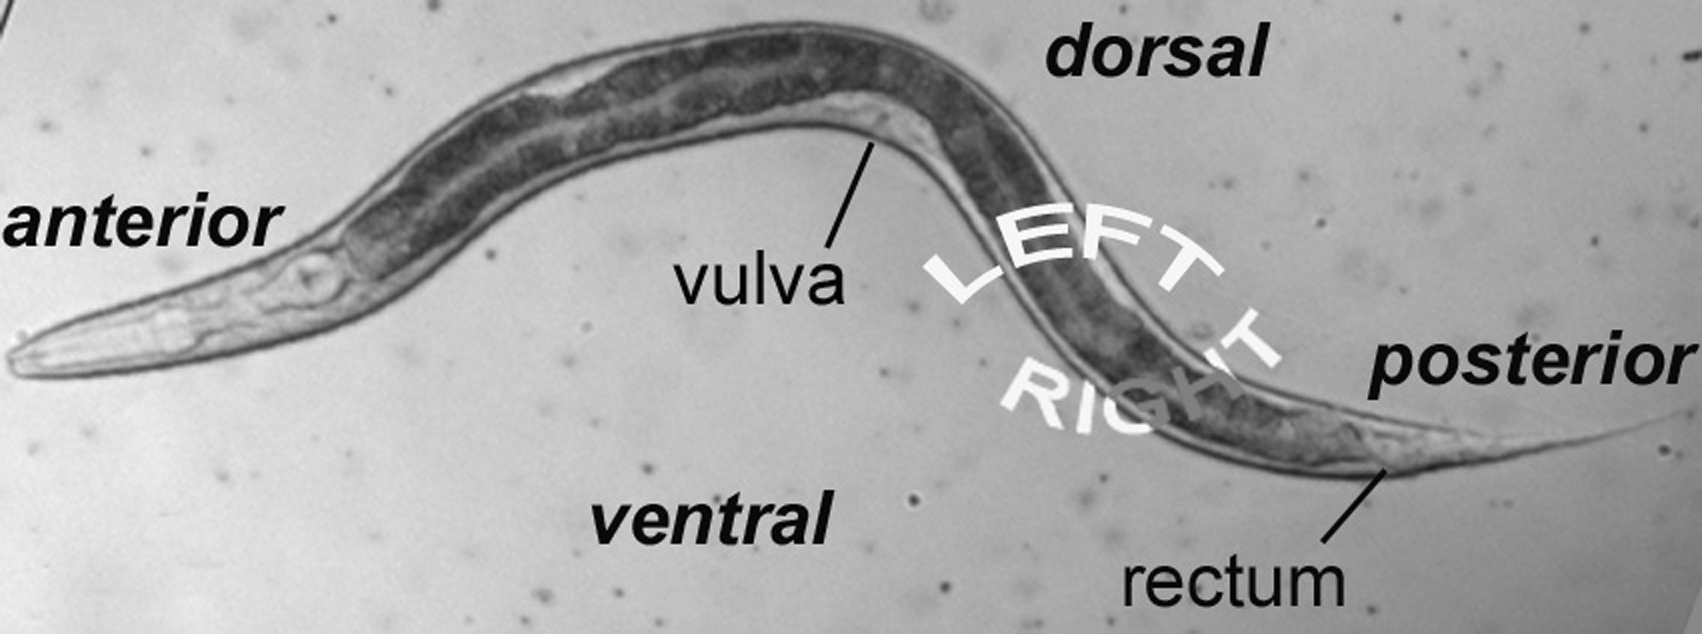 dorsal
anterior
LEFT
vulva
RIGHT
posterior
ventral
rectum